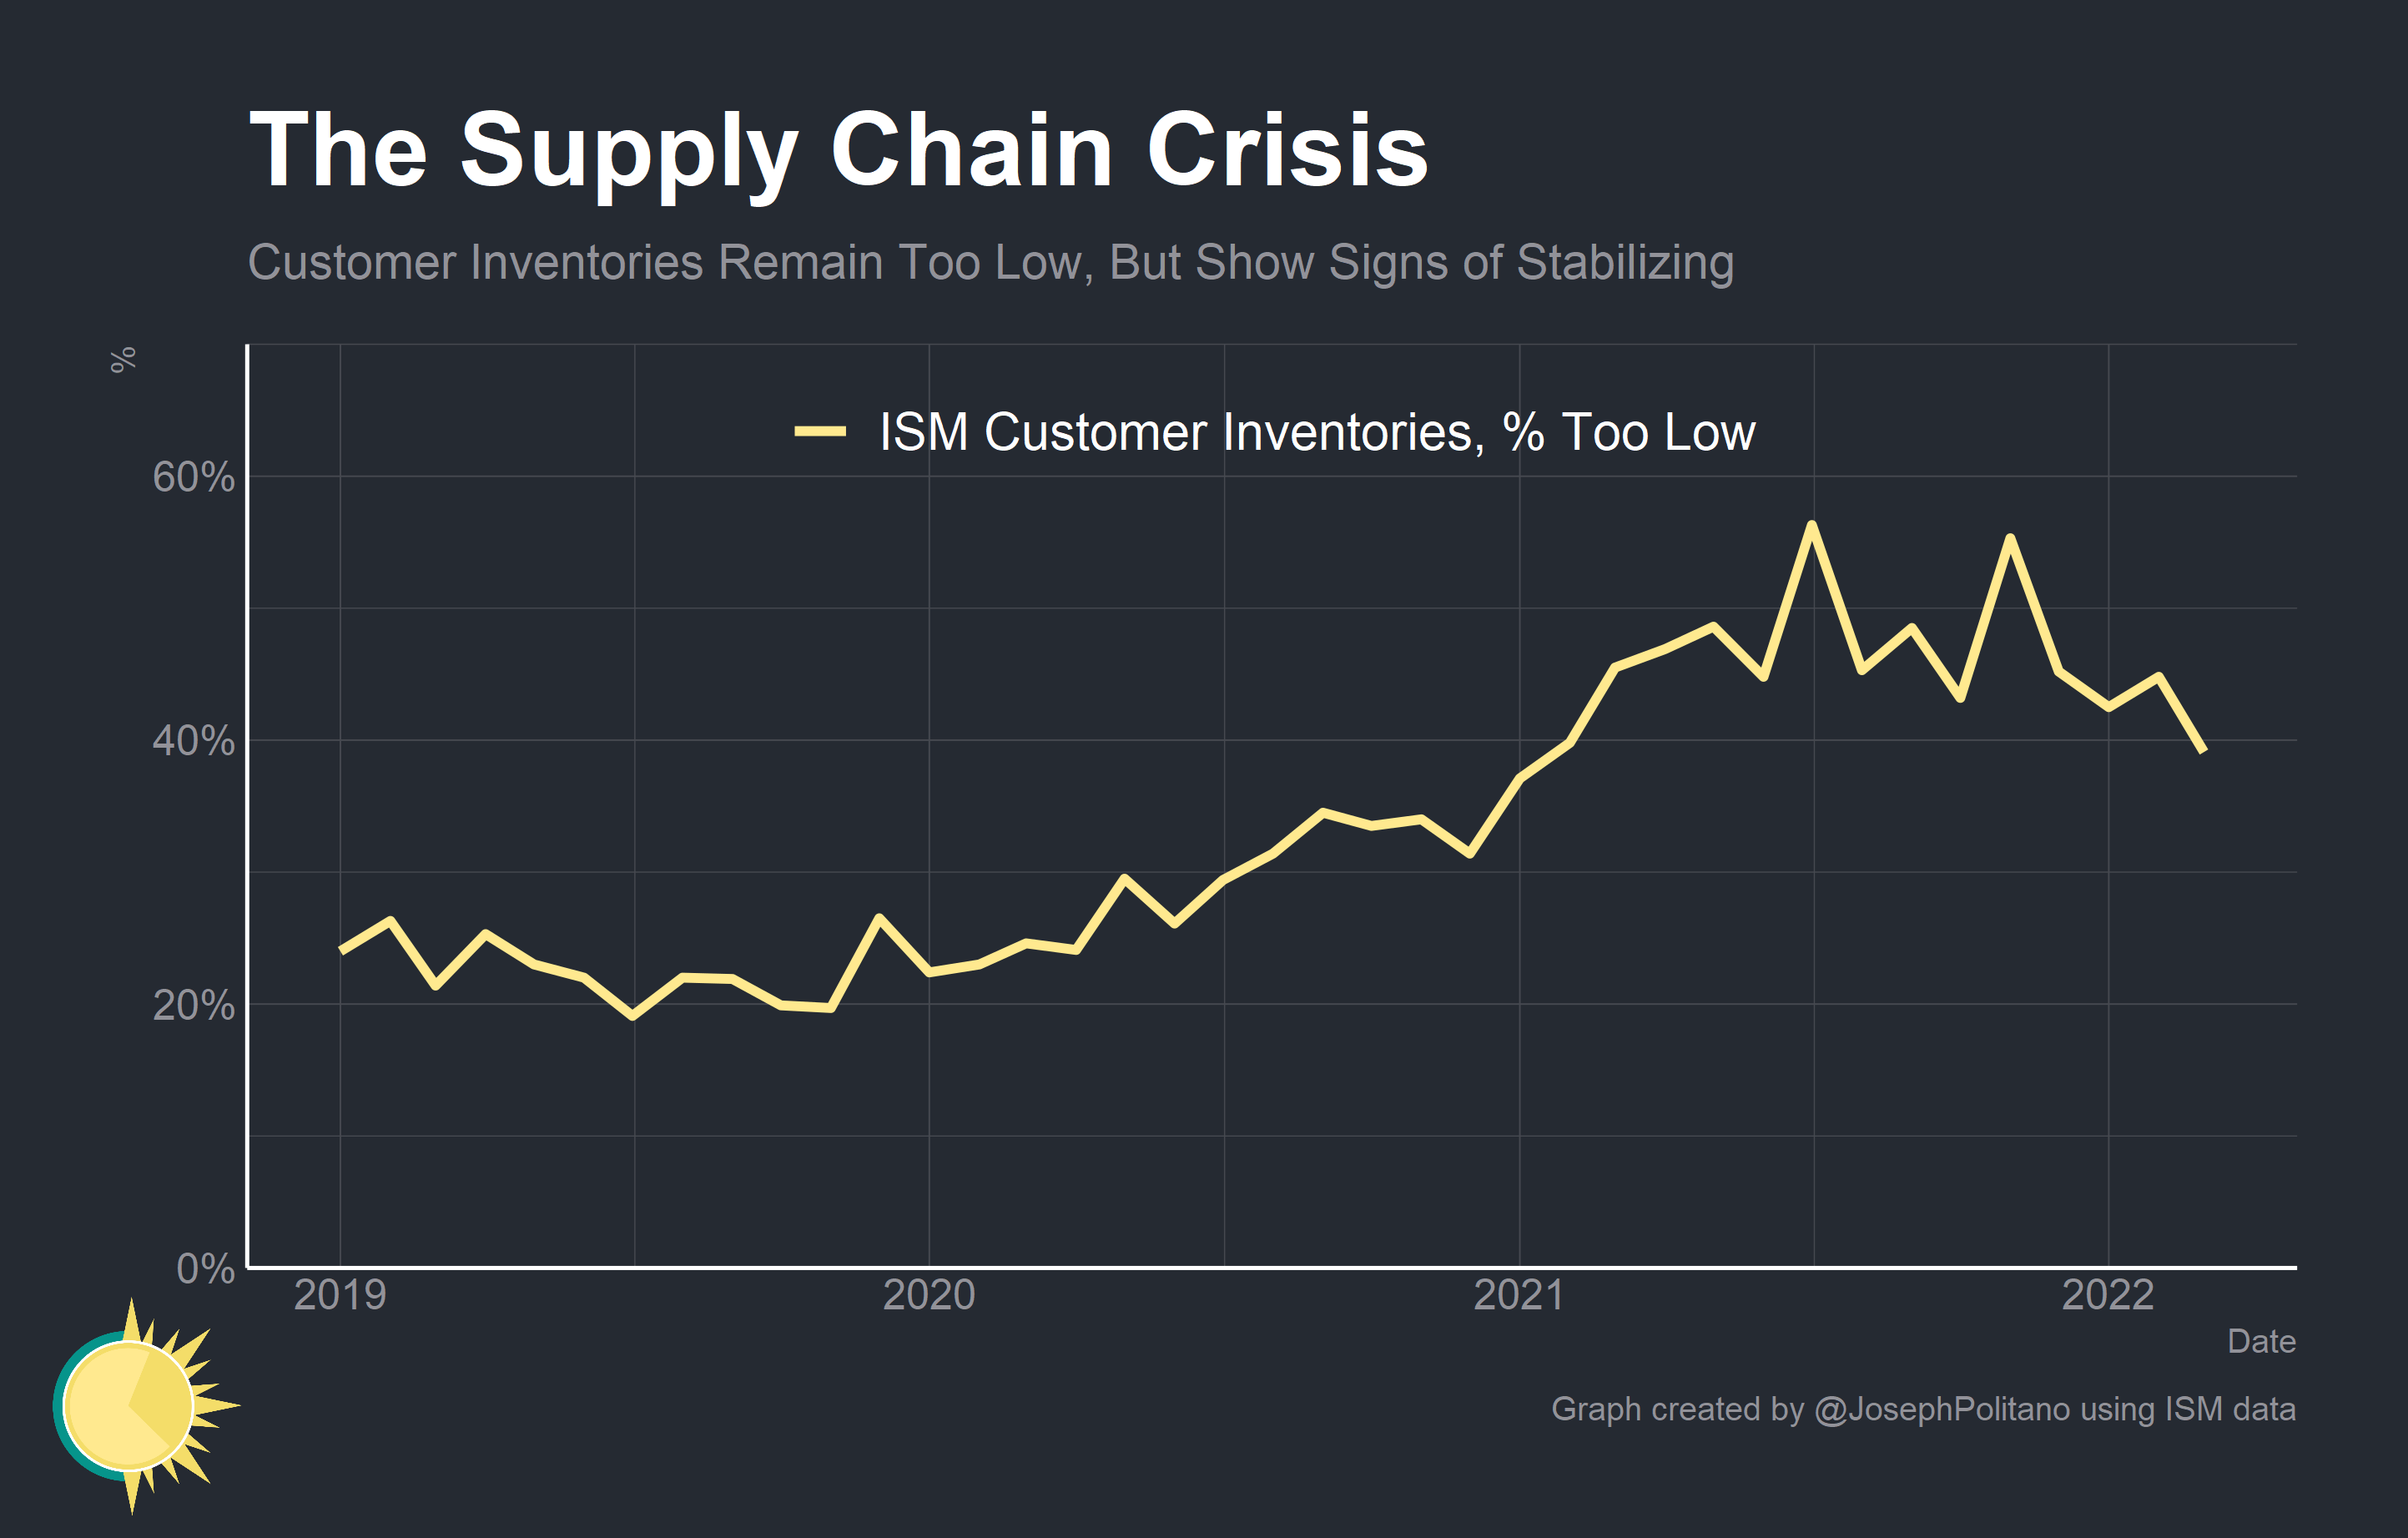 The Supply Chain Crisis
Customer Inventories Remain Too Low, But Show Signs of Stabilizing
%
ISM Customer Inventories, % Too Low
60%
40%
20%
0%
2019 2020 2021 2022
Date
Graph created by @JosephPolitano using ISM data